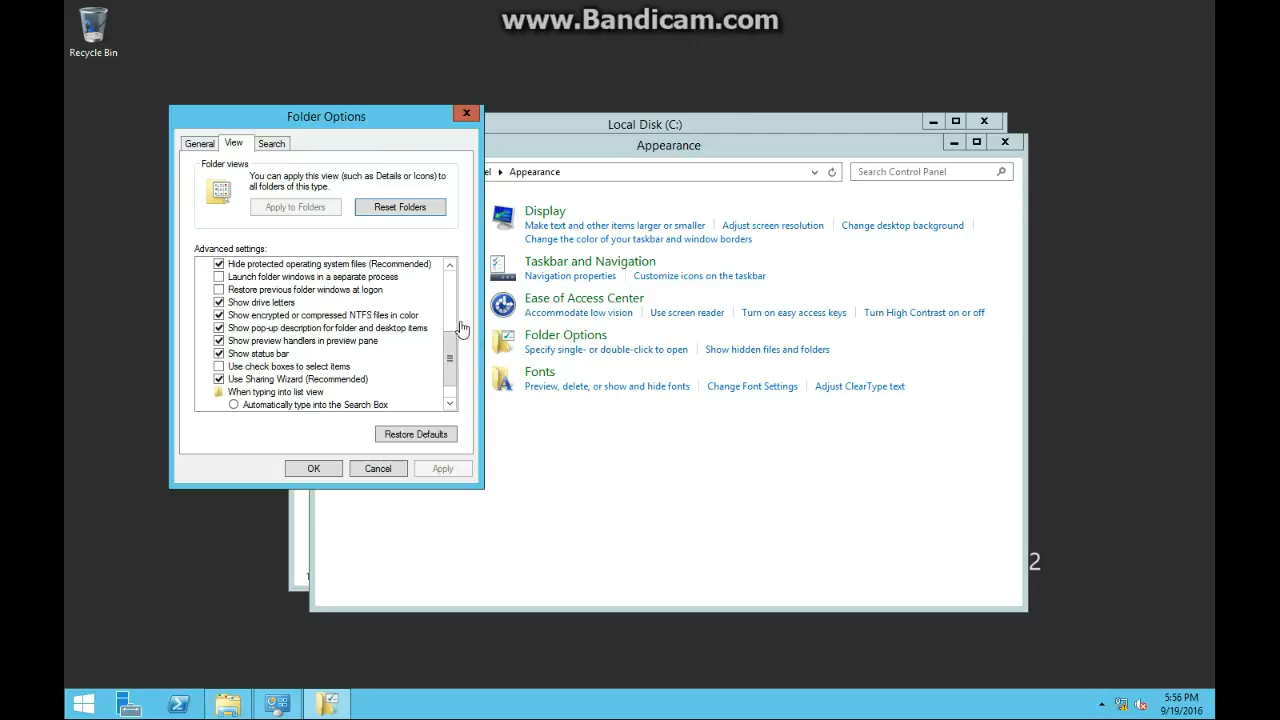 www.Bandicam.com
Recycle Bin
Folder Options
General
View
Search
Folder views
You can apply this view (such as Details or Icons) to
all folders of this type.
Apply to Folders
Reset Folders
Advanced settings:
Hide protected operating system files (Recommended)
Launch folder windows in a separate process
Restore previous folder windows at logon
Show drive letters
Show encrypted or compressed NTFS files in color
Show pop-up description for folder and desktop items
Show preview handlers in preview pane
Show status bar
Use check boxes to select items
Use Sharing Wizard (Recommended)
When typing into list view
Automatically type into the Search Box
Restore Defaults
OK
Cancel
Apply
Local Disk (C:)
Appearance
el
Appearance
Search Control Panel
Display
Make text and other items larger or smaller
Adjust screen resolution
Change desktop background
Change the color of your taskbar and window borders
Taskbar and Navigation
Navigation properties
Customize icons on the taskbar
Ease of Access Center
Accommodate low vision
Use screen reader
Turn on easy access keys
Turn High Contrast on or off
Folder Options
Specify single- or double-click to open
Show hidden files and folders
Fonts
Preview, delete, or show and hide fonts
Change Font Settings
Adjust ClearType text
2
5:56 PM
9/19/2016